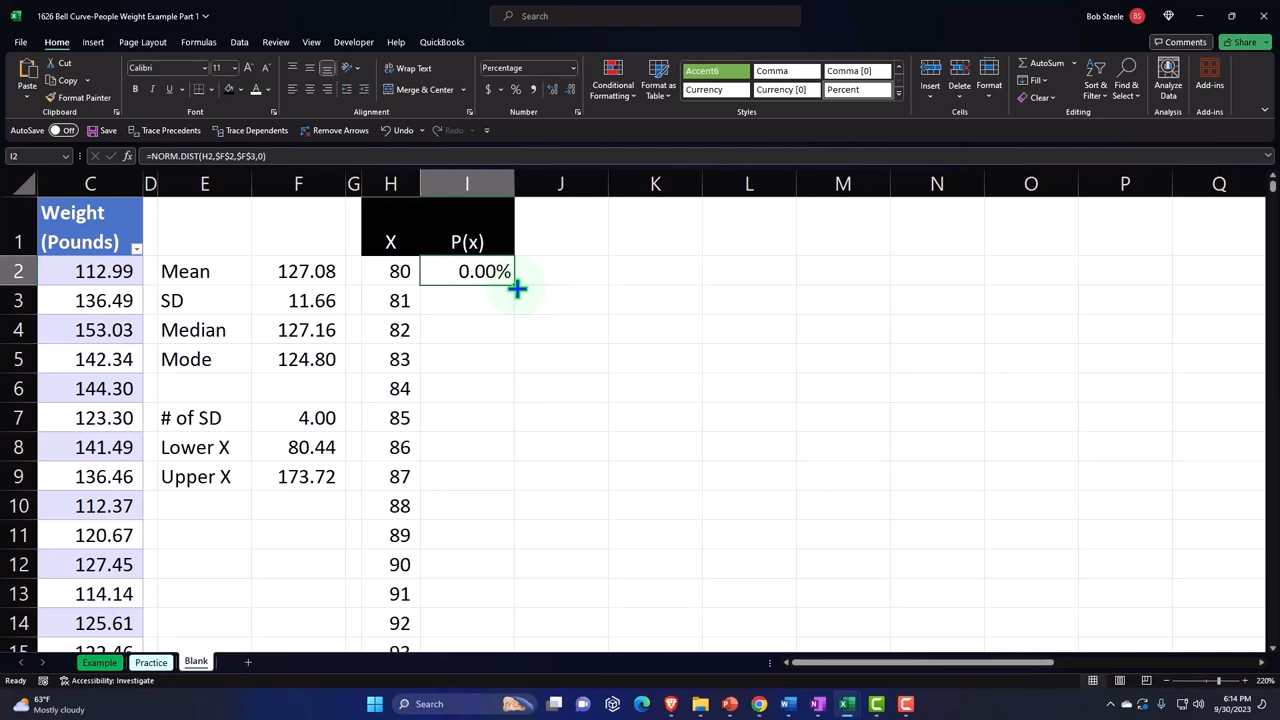 1626 Bell Curve-People Weight Example Part 1
Search
Bob Steele
BS
File Home Insert Page Layout Formulas Data Review View Developer Help QuickBooks
Comments
Share
Paste
Cut
Copy
Format Painter
Clipboard
Calibri
11
Font
Wrap Text
Merge & Center
Alignment
Percentage
Number
Conditional Formatting
Format as Table
Accent6 Comma Comma [0]
Currency Currency [0] Percent
Styles
Insert Delete Format
Cells
AutoSum
Fill
Clear
Sort & Filter
Find & Select
Editing
Analyze Data
Analysis
Add-ins
Add-ins
AutoSave Off Save Trace Precedents Trace Dependents Remove Arrows Undo Redo
I2 =NORM.DIST(H2,$F$2,$F$3,0)
C D E F G H I J K L M N O P Q
Weight
1 (Pounds) X P(x)
2 112.99 Mean 127.08 80 0.00%
3 136.49 SD 11.66 81
4 153.03 Median 127.16 82
5 142.34 Mode 124.80 83
6 144.30 84
7 123.30 # of SD 4.00 85
8 141.49 Lower X 80.44 86
9 136.46 Upper X 173.72 87
10 112.37 88
11 120.67 89
12 127.45 90
13 114.14 91
14 125.61 92
15 122.46 93
Example Practice Blank
Ready Accessibility: Investigate 220%
63°F
Mostly cloudy
Search
6:14 PM
9/30/2023